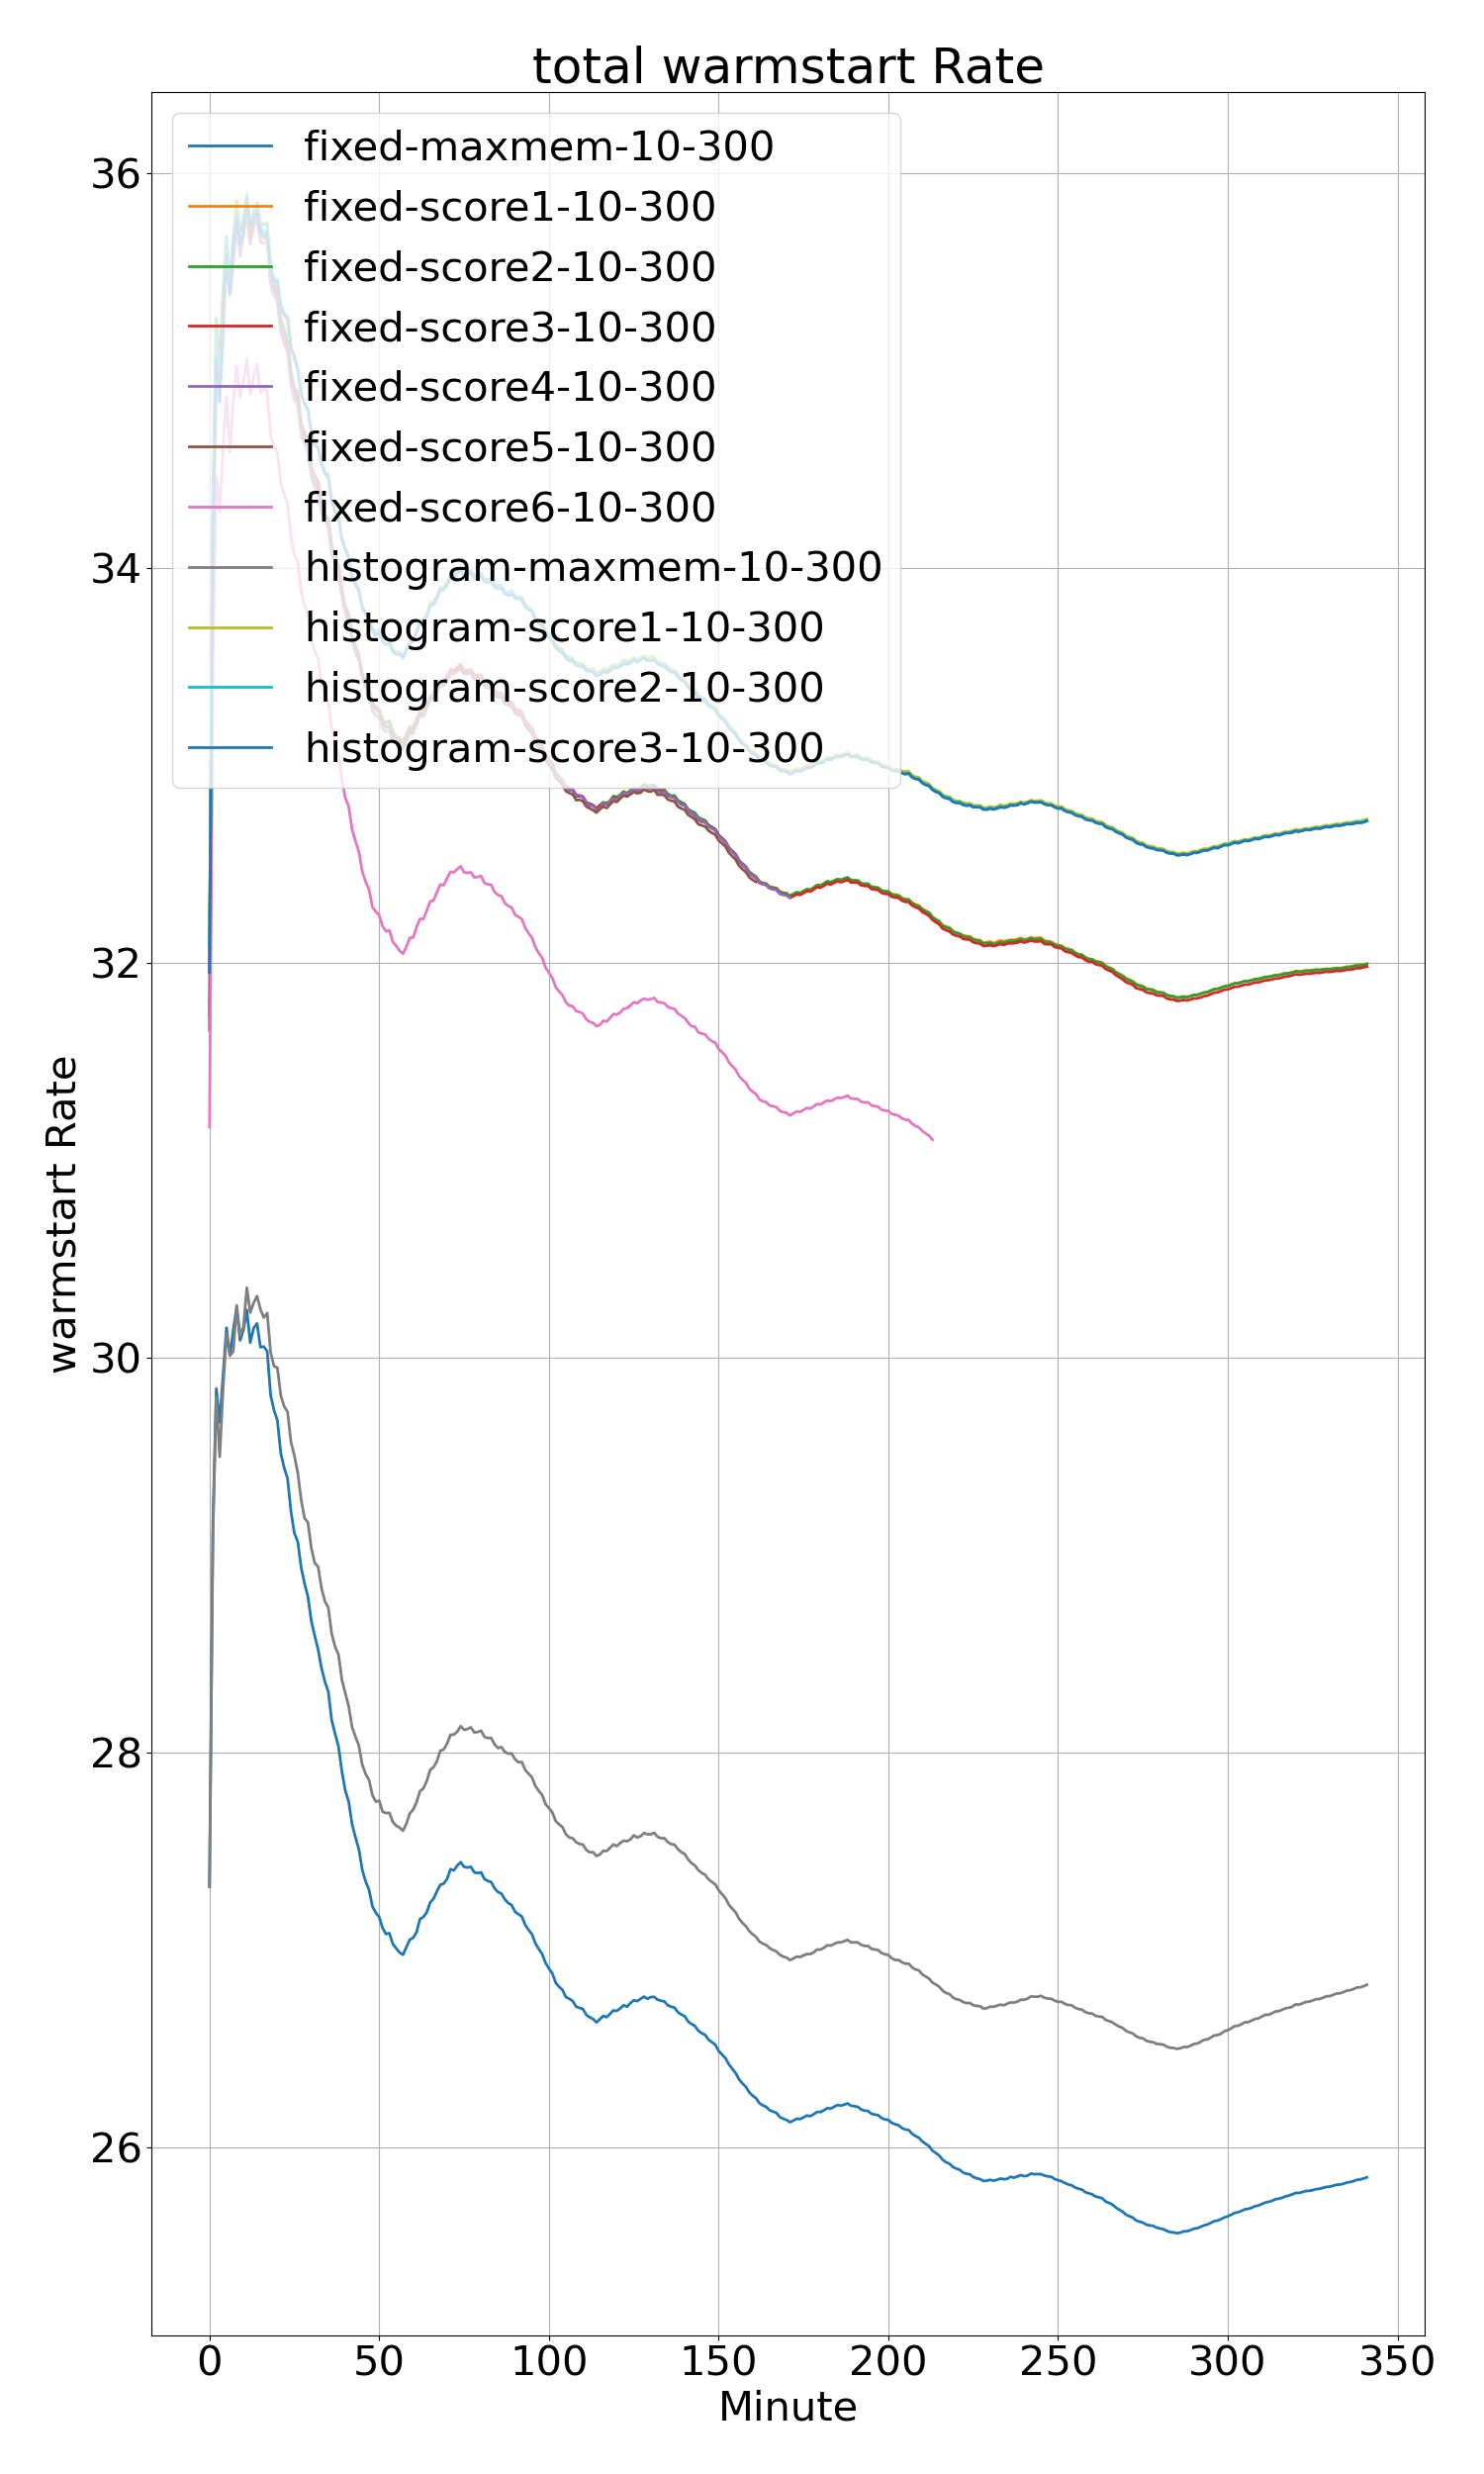 total warmstart Rate
fixed-maxmem-10-300
fixed-score1-10-300
fixed-score2-10-300
fixed-score3-10-300
fixed-score4-10-300
fixed-score5-10-300
fixed-score6-10-300
histogram-maxmem-10-300
histogram-score1-10-300
histogram-score2-10-300
histogram-score3-10-300
warmstart Rate
36
34
32
30
28
26
0 50 100 150 200 250 300 350
Minute